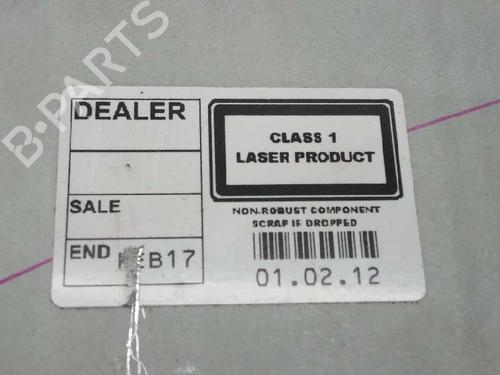 B-PARTS
DEALER
CLASS 1
LASER PRODUCT
SALE
NON-ROBUST COMPONENT
SCRAP IF DROPPED
END
01.02.12